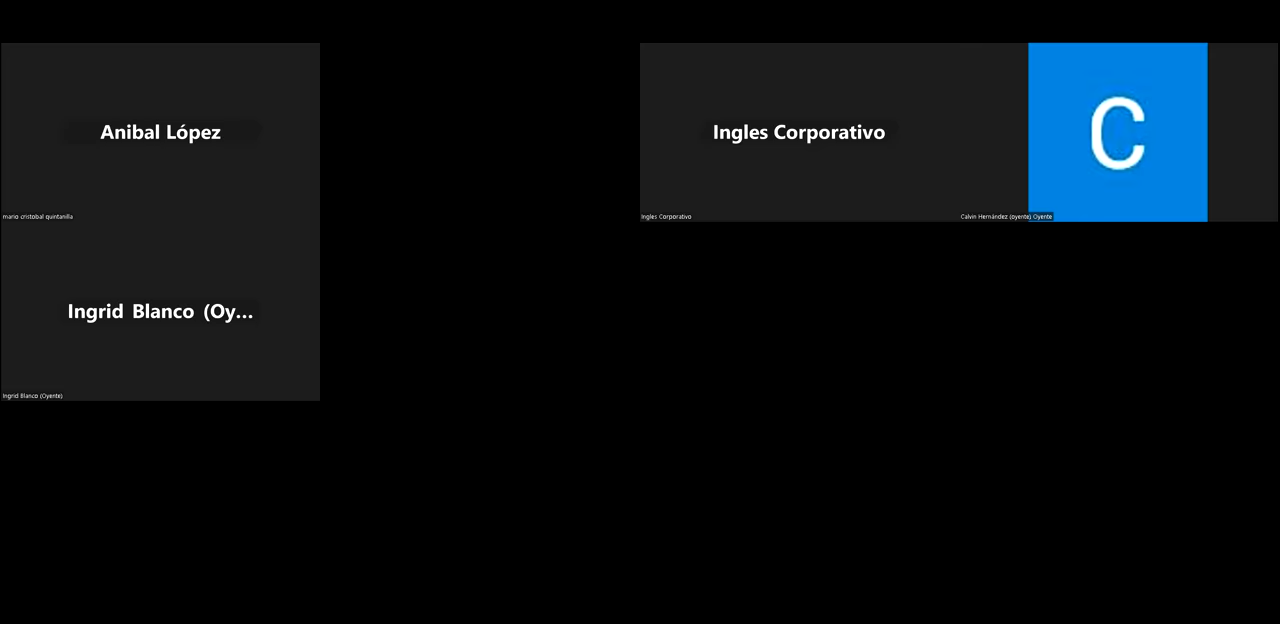 Anibal López
mario cristobal quintanilla
Ingles Corporativo
Ingles Corporativo
C
Calvin Hernández (oyente) Oyente
Ingrid Blanco (Oy...
Ingrid Blanco (Oyente)